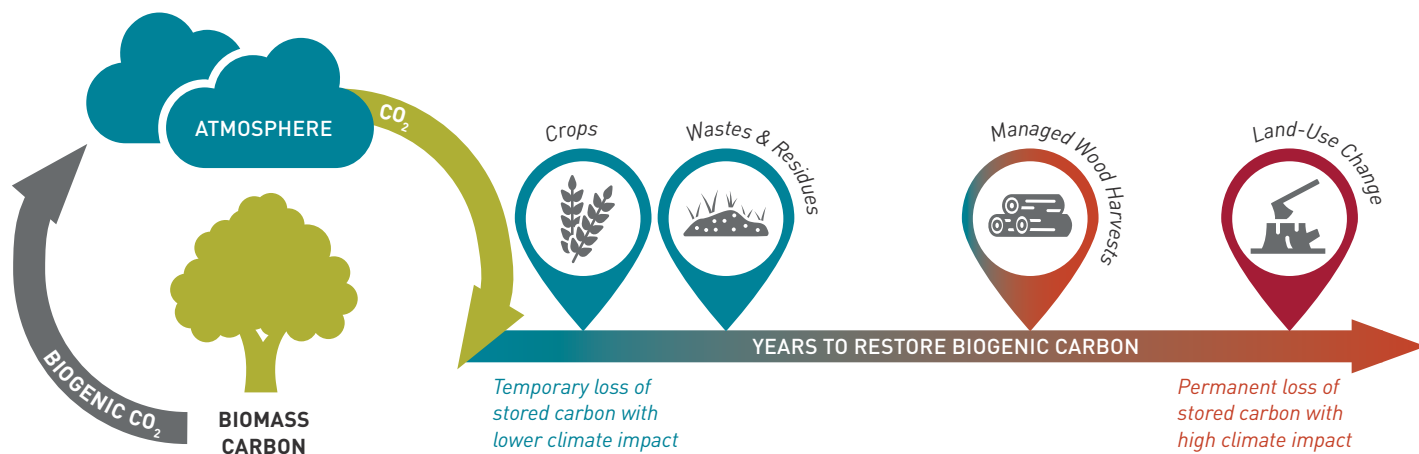 ATMOSPHERE
CO₂
BIOGENIC CO₂
BIOMASS
CARBON
Crops
Wastes & Residues
Managed Wood Harvests
Land-Use Change
YEARS TO RESTORE BIOGENIC CARBON
Temporary loss of
stored carbon with
lower climate impact
Permanent loss of
stored carbon with
high climate impact